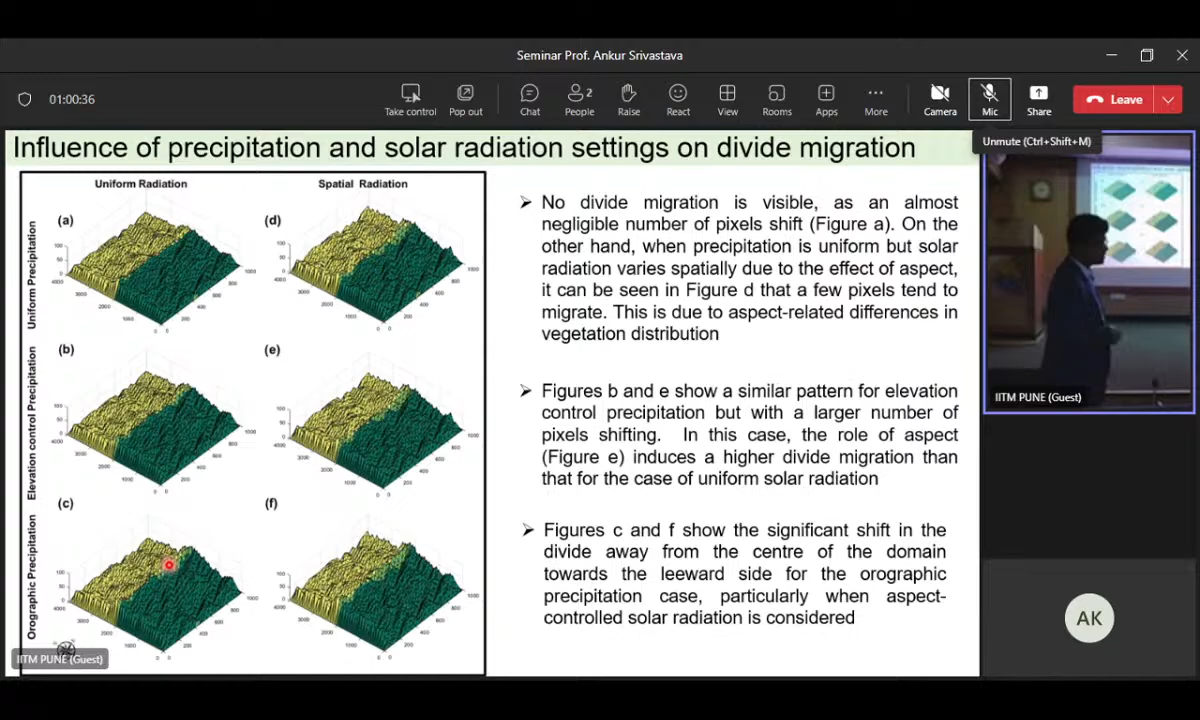 Seminar Prof. Ankur Srivastava
01:00:36
Take control
Pop out
Chat
2
People
Raise
React
View
Rooms
Apps
More
Camera
Mic
Share
Leave
Unmute (Ctrl+Shift+M)
Influence of precipitation and solar radiation settings on divide migration
Uniform Radiation
Spatial Radiation
Uniform Precipitation
Elevation control Precipitation
Orographic Precipitation
(a)
(d)
(b)
(e)
(c)
(f)
No divide migration is visible, as an almost
negligible number of pixels shift (Figure a). On the
other hand, when precipitation is uniform but solar
radiation varies spatially due to the effect of aspect,
it can be seen in Figure d that a few pixels tend to
migrate. This is due to aspect-related differences in
vegetation distribution
Figures b and e show a similar pattern for elevation
control precipitation but with a larger number of
pixels shifting. In this case, the role of aspect
(Figure e) induces a higher divide migration than
that for the case of uniform solar radiation
Figures c and f show the significant shift in the
divide away from the centre of the domain
towards the leeward side for the orographic
precipitation case, particularly when aspect-
controlled solar radiation is considered
IITM PUNE (Guest)
IITM PUNE (Guest)
AK